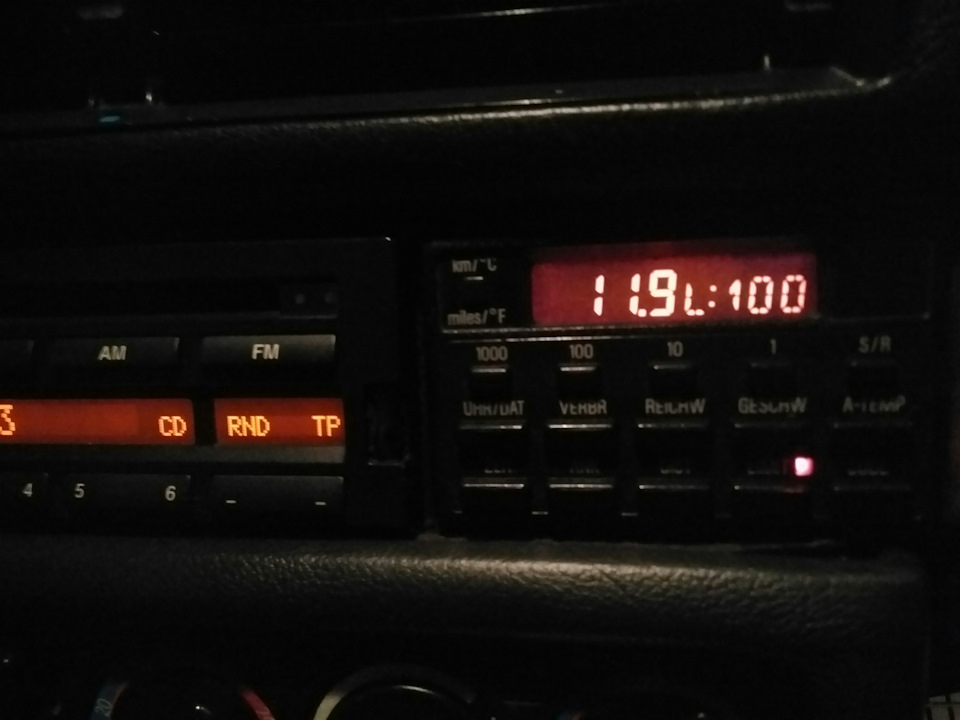 km/°C
11.9L:100
miles/°F
1000 100 10 1 S/R
AM FM
UHR/DAT VERBR REICHW GESCHW A-TEMP
3 CD RND TP
4 5 6 - -